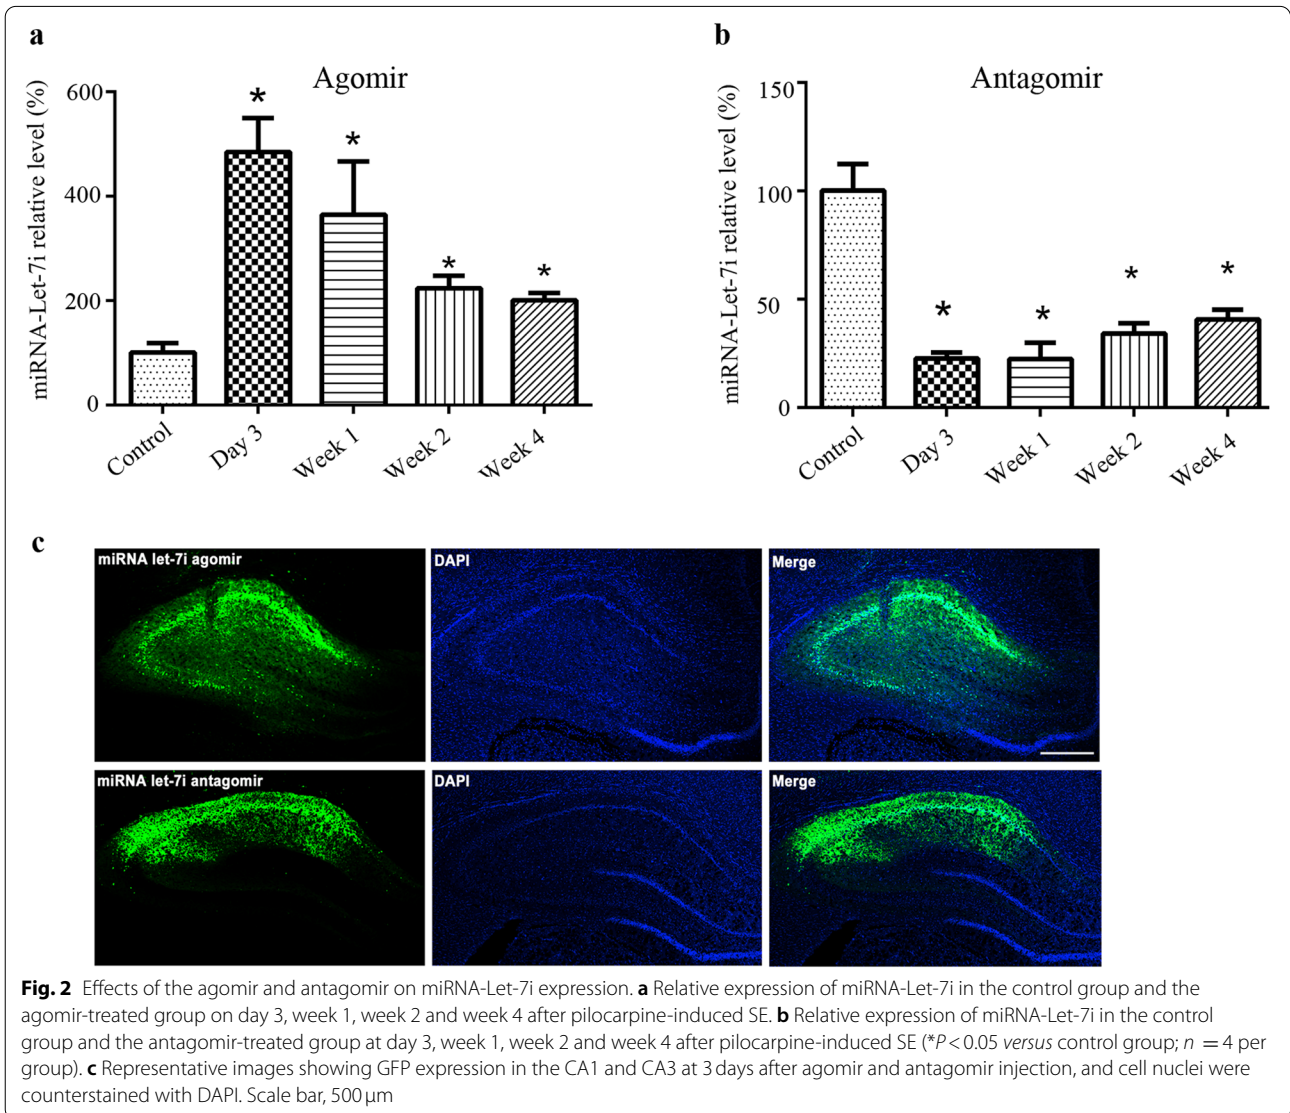 a
Agomir
miRNA-Let-7i relative level (%)
600
400
200
0
*
*
*
*
Control
Day 3
Week 1
Week 2
Week 4
b
Antagomir
miRNA-Let-7i relative level (%)
150
100
50
0
*
*
*
*
Control
Day 3
Week 1
Week 2
Week 4
c
miRNA let-7i agomir
DAPI
Merge
miRNA let-7i antagomir
DAPI
Merge
Fig. 2 Effects of the agomir and antagomir on miRNA-Let-7i expression. a Relative expression of miRNA-Let-7i in the control group and the
agomir-treated group on day 3, week 1, week 2 and week 4 after pilocarpine-induced SE. b Relative expression of miRNA-Let-7i in the control
group and the antagomir-treated group at day 3, week 1, week 2 and week 4 after pilocarpine-induced SE (*P < 0.05 versus control group; n = 4 per
group). c Representative images showing GFP expression in the CA1 and CA3 at 3 days after agomir and antagomir injection, and cell nuclei were
counterstained with DAPI. Scale bar, 500 μm